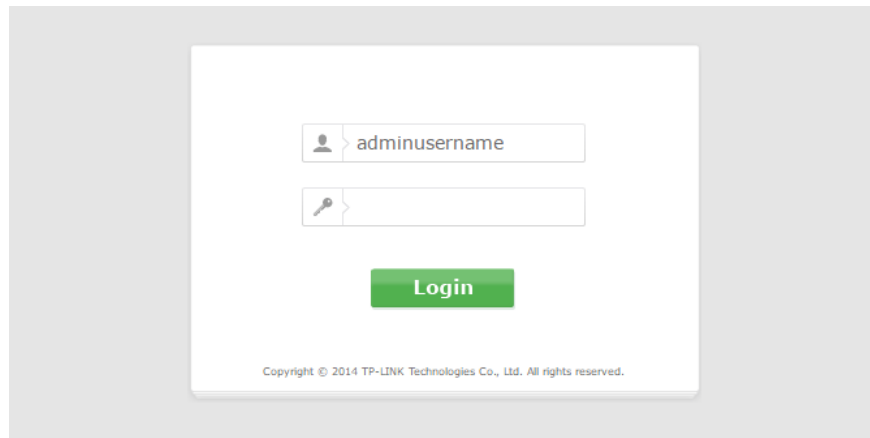 adminusername
Login
Copyright © 2014 TP-LINK Technologies Co., Ltd. All rights reserved.